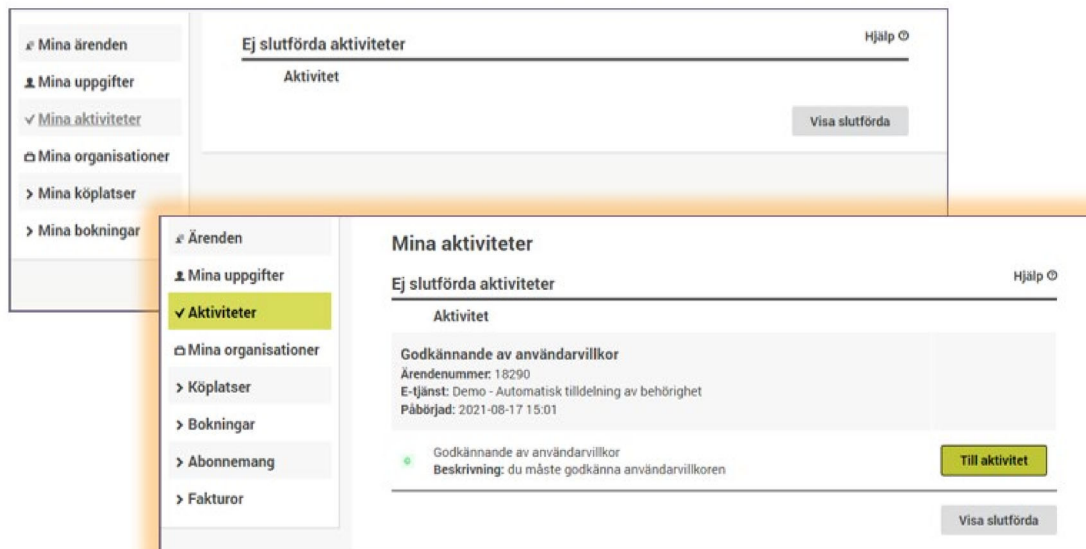 Mina ärenden
Mina uppgifter
Mina aktiviteter
Mina organisationer
Mina köplatser
Mina bokningar
Ej slutförda aktiviteter
Hjälp
Aktivitet
Visa slutförda
Ärenden
Mina uppgifter
Aktiviteter
Mina organisationer
Köplatser
Bokningar
Abonnemang
Fakturor
Mina aktiviteter
Ej slutförda aktiviteter
Hjälp
Aktivitet
Godkännande av användarvillkor
Ärendenummer: 18290
E-tjänst: Demo - Automatisk tilldelning av behörighet
Påbörjad: 2021-08-17 15:01
Godkännande av användarvillkor
Beskrivning: du måste godkänna användarvillkoren
Till aktivitet
Visa slutförda